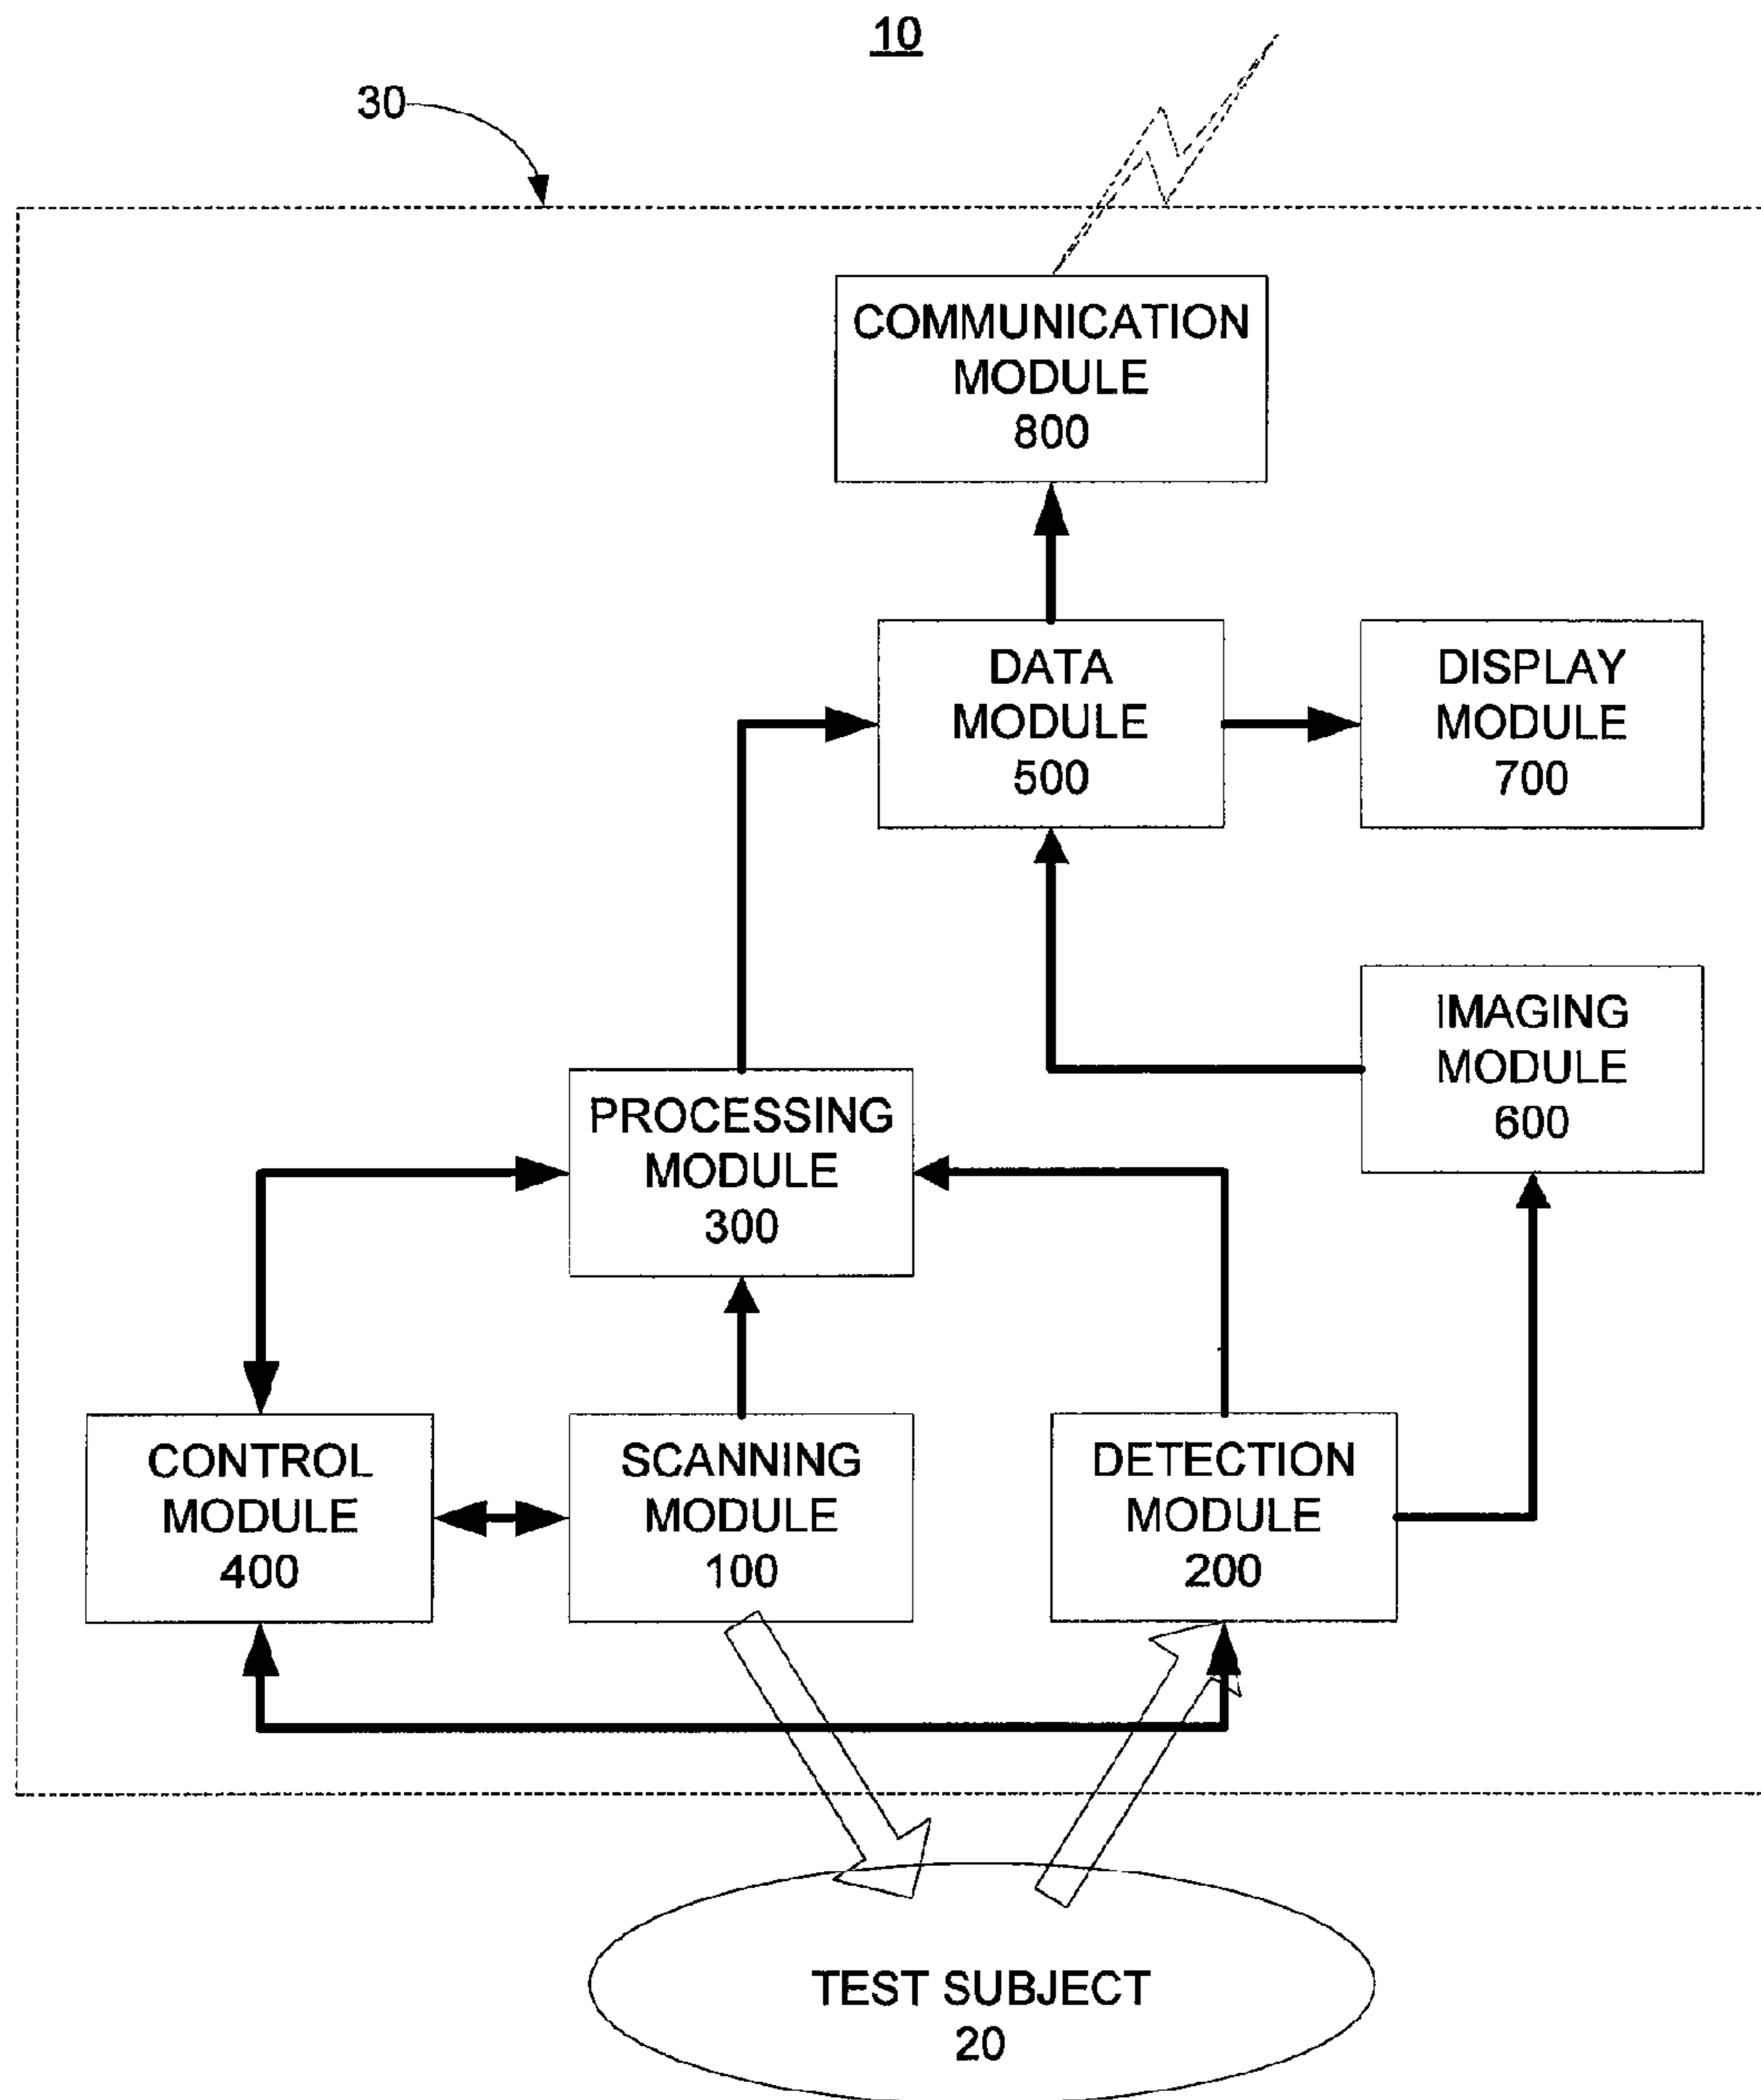 10
30
COMMUNICATION
MODULE
800
DATA
MODULE
500
DISPLAY
MODULE
700
IMAGING
MODULE
600
PROCESSING
MODULE
300
CONTROL
MODULE
400
SCANNING
MODULE
100
DETECTION
MODULE
200
TEST SUBJECT
20